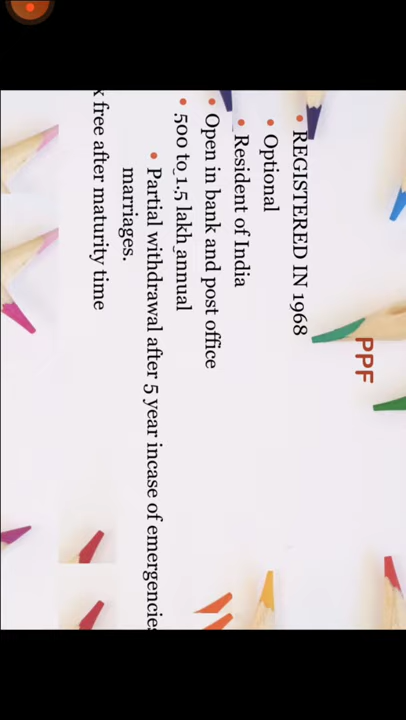 PPF
REGISTERED IN 1968
Optional
Resident of India
Open in bank and post office
500 to 1.5 lakh annual
Partial withdrawal after 5 year incase of emergencies
marriages.
free after maturity time